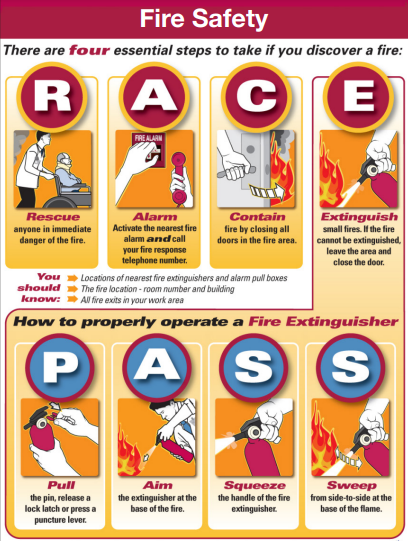 Fire Safety
There are four essential steps to take if you discover a fire:
R A C E
FIRE ALARM
Rescue
anyone in immediate
danger of the fire.
Alarm
Activate the nearest fire
alarm and call
your fire response
telephone number.
Contain
fire by closing all
doors in the fire area.
Extinguish
small fires. If the fire
cannot be extinguished,
leave the area and
close the door.
You should know:
Locations of nearest fire extinguishers and alarm pull boxes
The fire location - room number and building
All fire exits in your work area
How to properly operate a Fire Extinguisher
P A S S
Pull
the pin, release a
lock latch or press a
puncture lever.
Aim
the extinguisher at the
base of the fire.
Squeeze
the handle of the fire
extinguisher.
Sweep
from side-to-side at the
base of the flame.